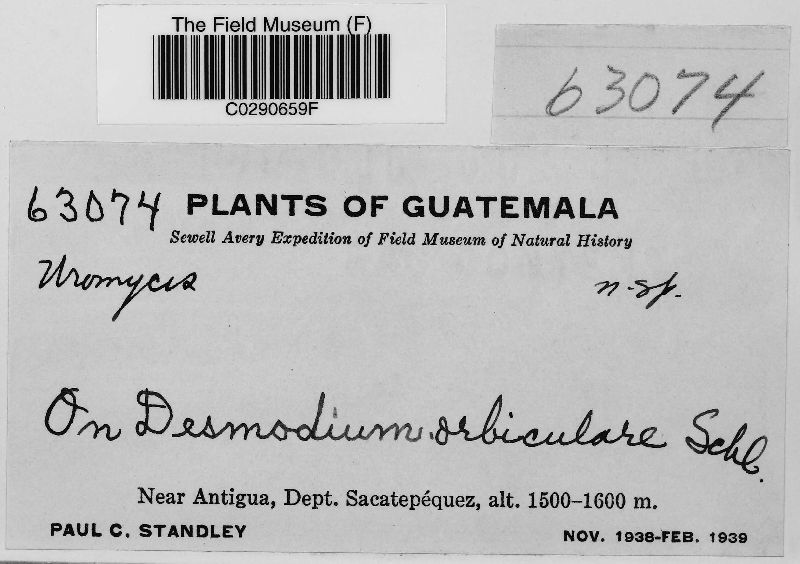 The Field Museum (F)
C0290659F
63074
63074 PLANTS OF GUATEMALA
Sewell Avery Expedition of Field Museum of Natural History
Uromyces n. sp.
On Desmodium orbiculare Schl.
Near Antigua, Dept. Sacatepéquez, alt. 1500–1600 m.
PAUL C. STANDLEY NOV. 1938-FEB. 1939